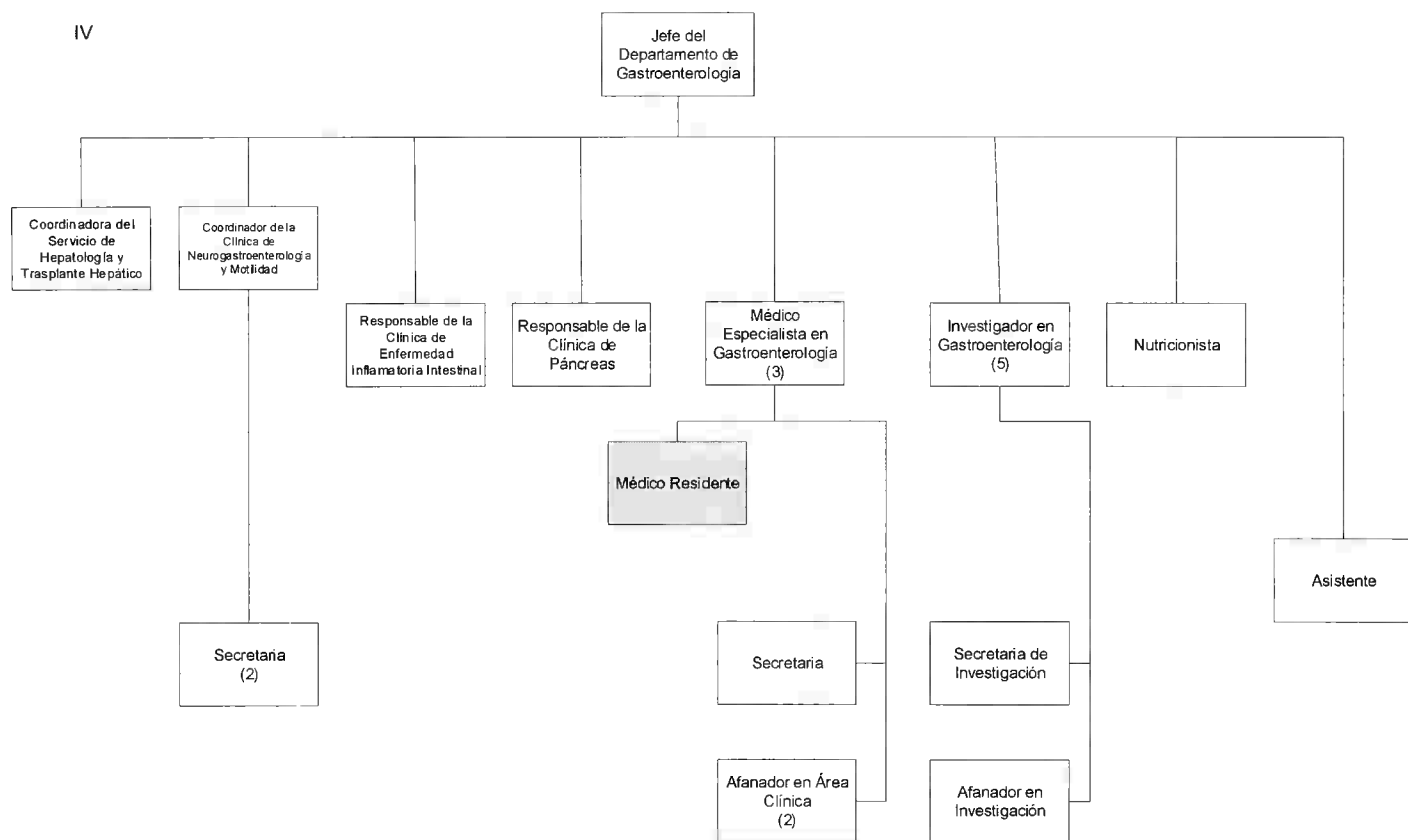 IV
Jefe del
Departamento de
Gastroenterología
Coordinadora del
Servicio de
Hepatología y
Trasplante Hepático
Coordinador de la
Clínica de
Neurogastroenterología
y Motilidad
Responsable de la
Clínica de
Enfermedad
Inflamatoria Intestinal
Responsable de la
Clínica de
Páncreas
Médico
Especialista en
Gastroenterología
(3)
Investigador en
Gastroenterología
(5)
Nutricionista
Médico Residente
Asistente
Secretaria
(2)
Secretaria
Secretaria de
Investigación
Afanador en Área
Clínica
(2)
Afanador en
Investigación